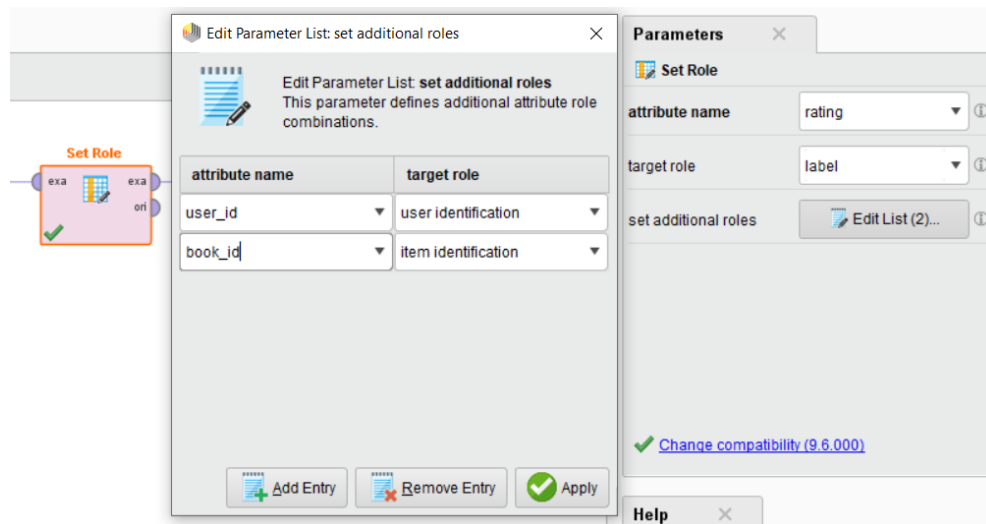 Edit Parameter List: set additional roles
Edit Parameter List: set additional roles
This parameter defines additional attribute role
combinations.
attribute name target role
user_id user identification
book_id item identification
Add Entry Remove Entry Apply
Set Role
exa exa
ori
Parameters
Set Role
attribute name rating
target role label
set additional roles Edit List (2)...
Change compatibility (9.6.000)
Help